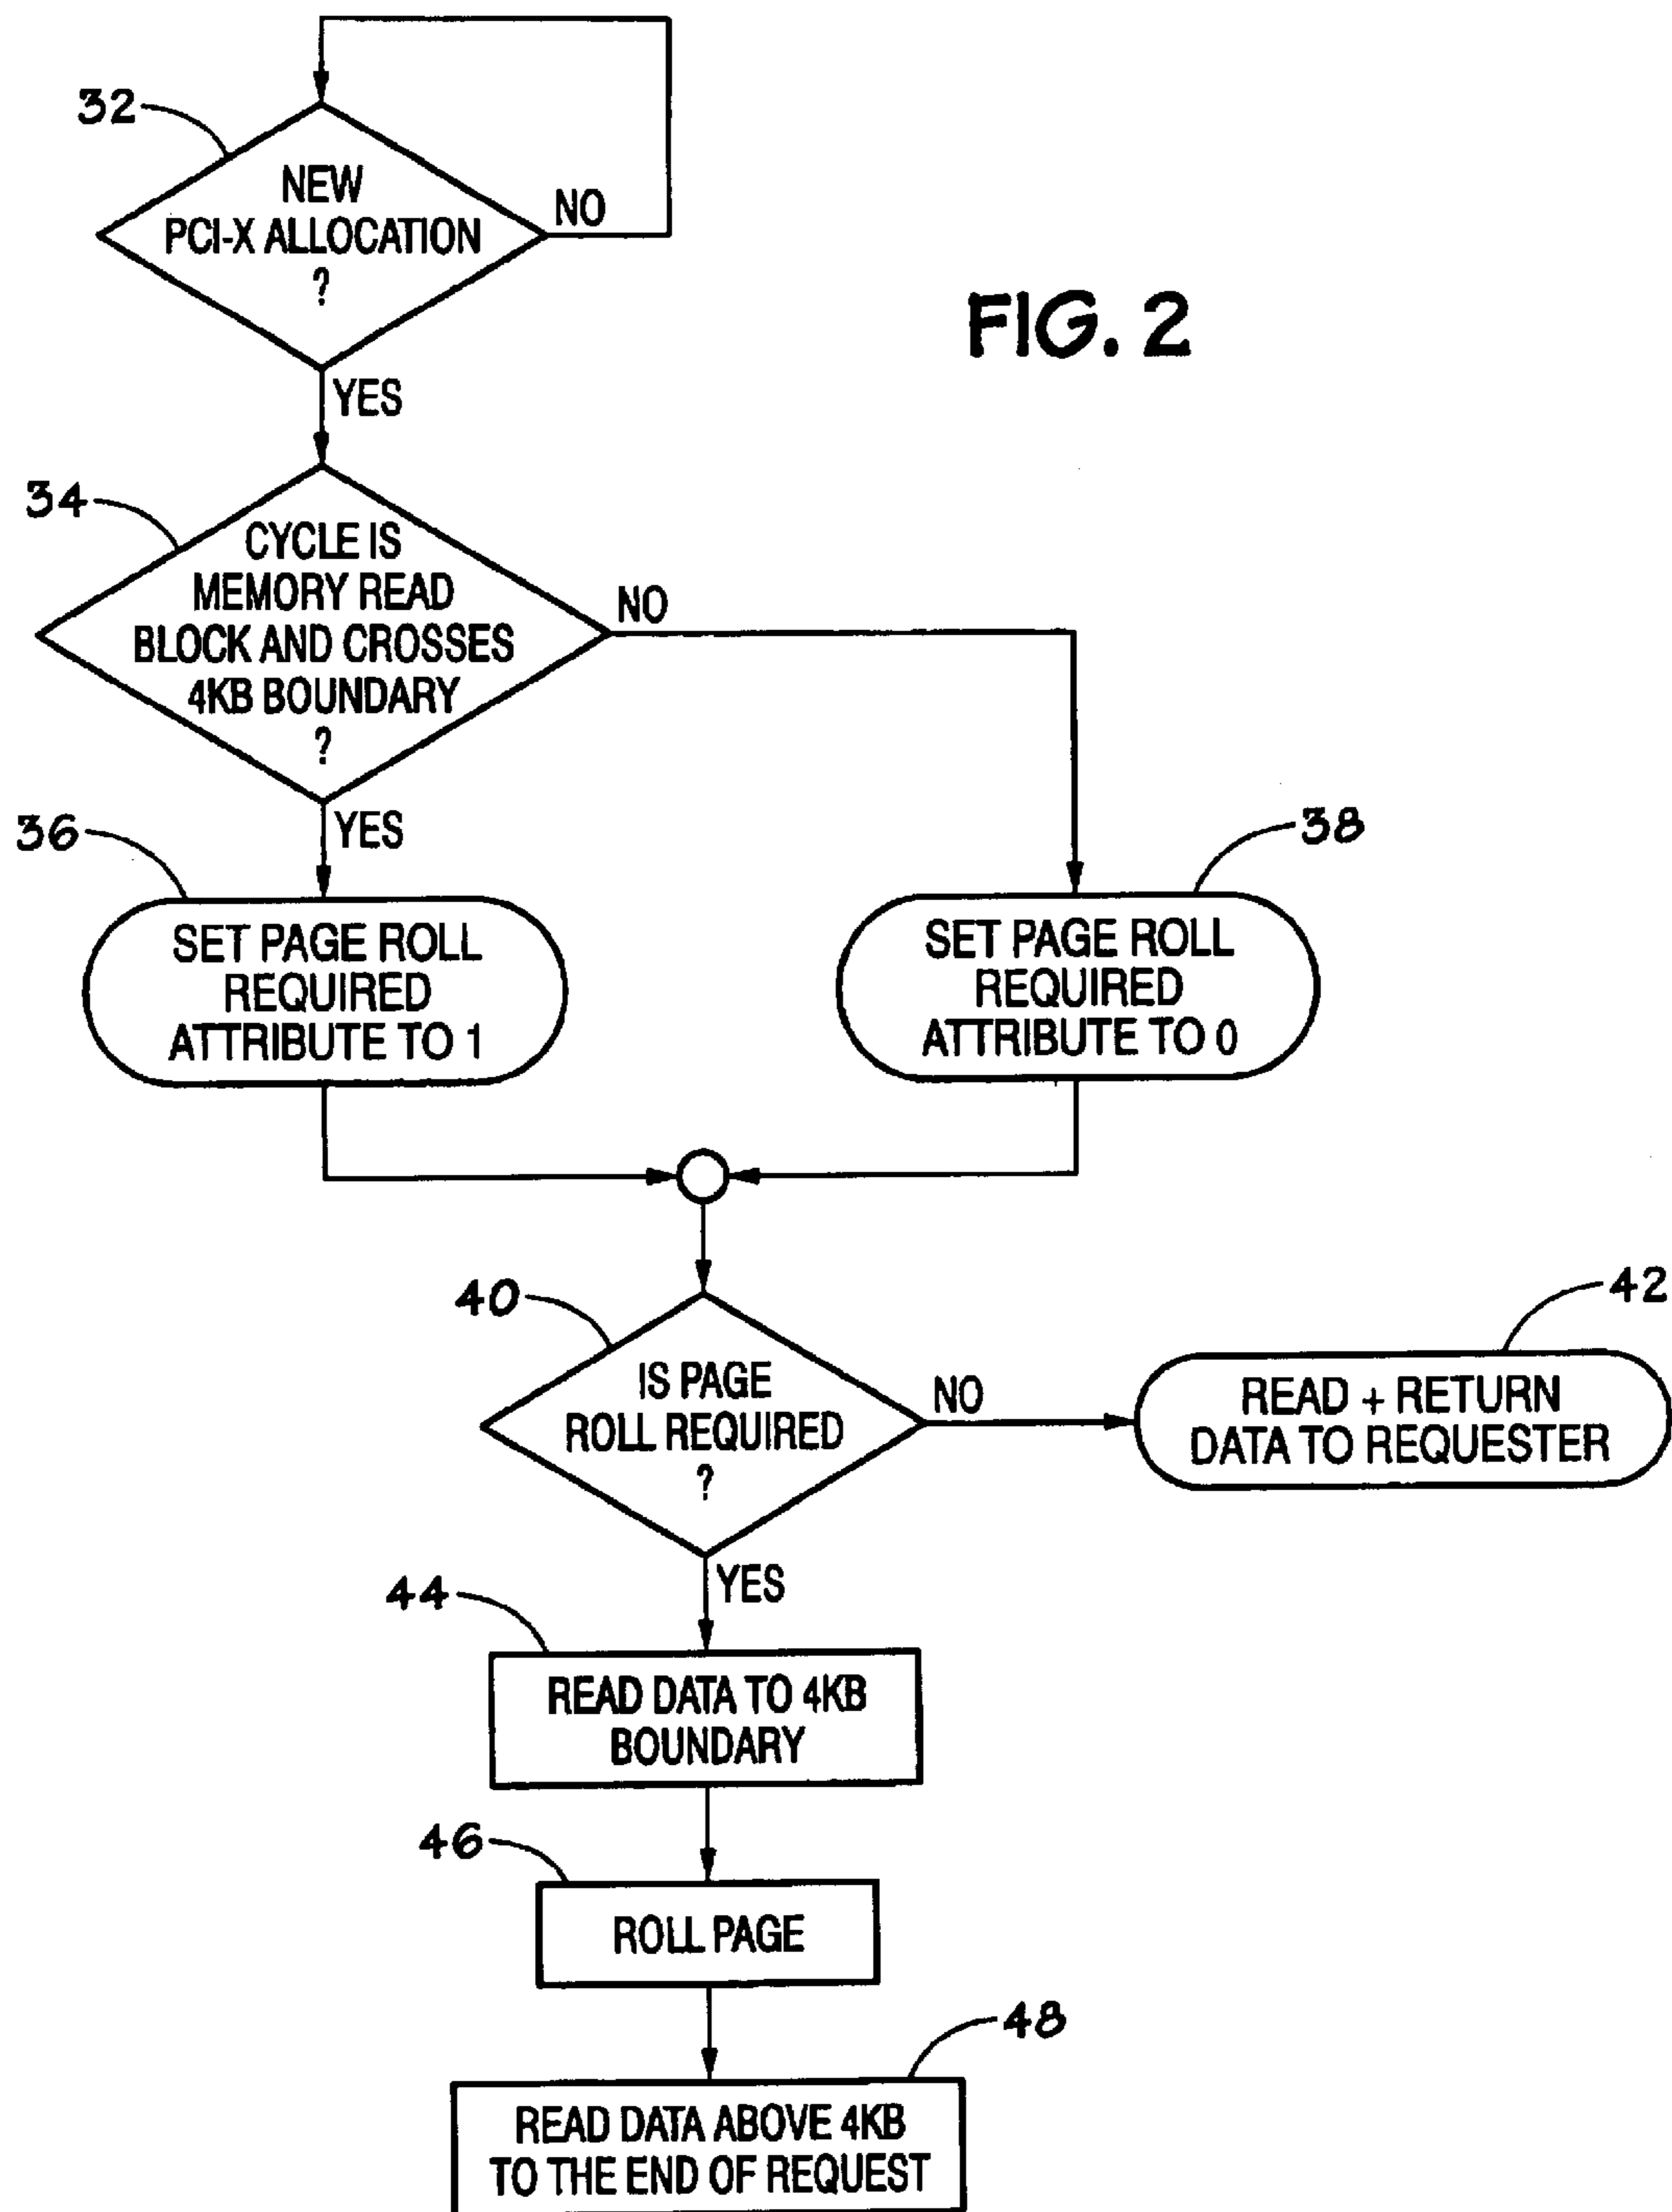 32
NEW
PCI-X ALLOCATION
?
NO
FIG. 2
YES
34
CYCLE IS
MEMORY READ
BLOCK AND CROSSES
4KB BOUNDARY
?
NO
YES
36
SET PAGE ROLL
REQUIRED
ATTRIBUTE TO 1
38
SET PAGE ROLL
REQUIRED
ATTRIBUTE TO 0
40
IS PAGE
ROLL REQUIRED
?
NO
42
READ + RETURN
DATA TO REQUESTER
YES
44
READ DATA TO 4KB
BOUNDARY
46
ROLL PAGE
48
READ DATA ABOVE 4KB
TO THE END OF REQUEST